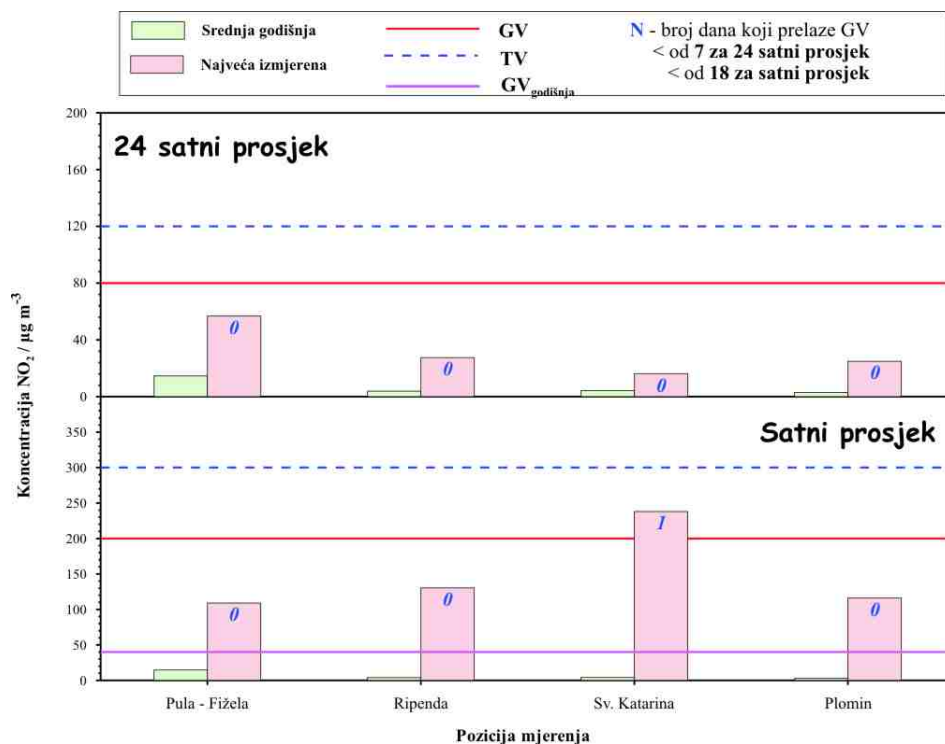 Srednja godišnja
Najveća izmjerena
GV
TV
GVgodišnja
N - broj dana koji prelaze GV
< od 7 za 24 satni prosjek
< od 18 za satni prosjek
24 satni prosjek
200
160
120
80
40
0
0
0
0
0
Koncentracija NO2 / µg m-3
Satni prosjek
350
300
250
200
150
100
50
0
0
0
1
0
Pula - Fižela
Ripenda
Sv. Katarina
Plomin
Pozicija mjerenja